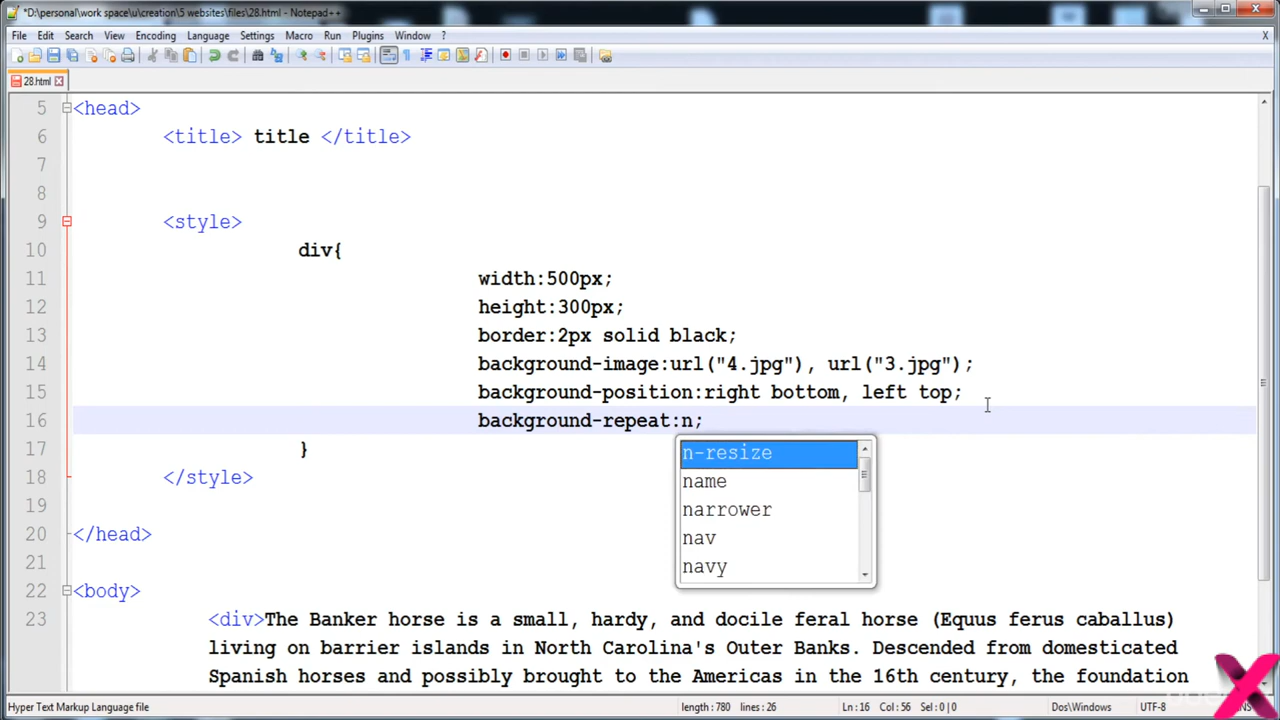 *D:\personal\work space\u\creation\5 websites\files\28.html - Notepad++
File Edit Search View Encoding Language Settings Macro Run Plugins Window ? X
28.html
5 <head>
6 <title> title </title>
7
8
9 <style>
10 div{
11 width:500px;
12 height:300px;
13 border:2px solid black;
14 background-image:url("4.jpg"), url("3.jpg");
15 background-position:right bottom, left top;
16 background-repeat:n;
n-resize
17 }
name
18 </style>
narrower
19
20 </head>
nav
21
navy
22 <body>
23 <div>The Banker horse is a small, hardy, and docile feral horse (Equus ferus caballus)
living on barrier islands in North Carolina's Outer Banks. Descended from domesticated
Spanish horses and possibly brought to the Americas in the 16th century, the foundation
Hyper Text Markup Language file length: 780 lines: 26 Ln:16 Col:56 Sel:0|0 Dos\Windows UTF-8